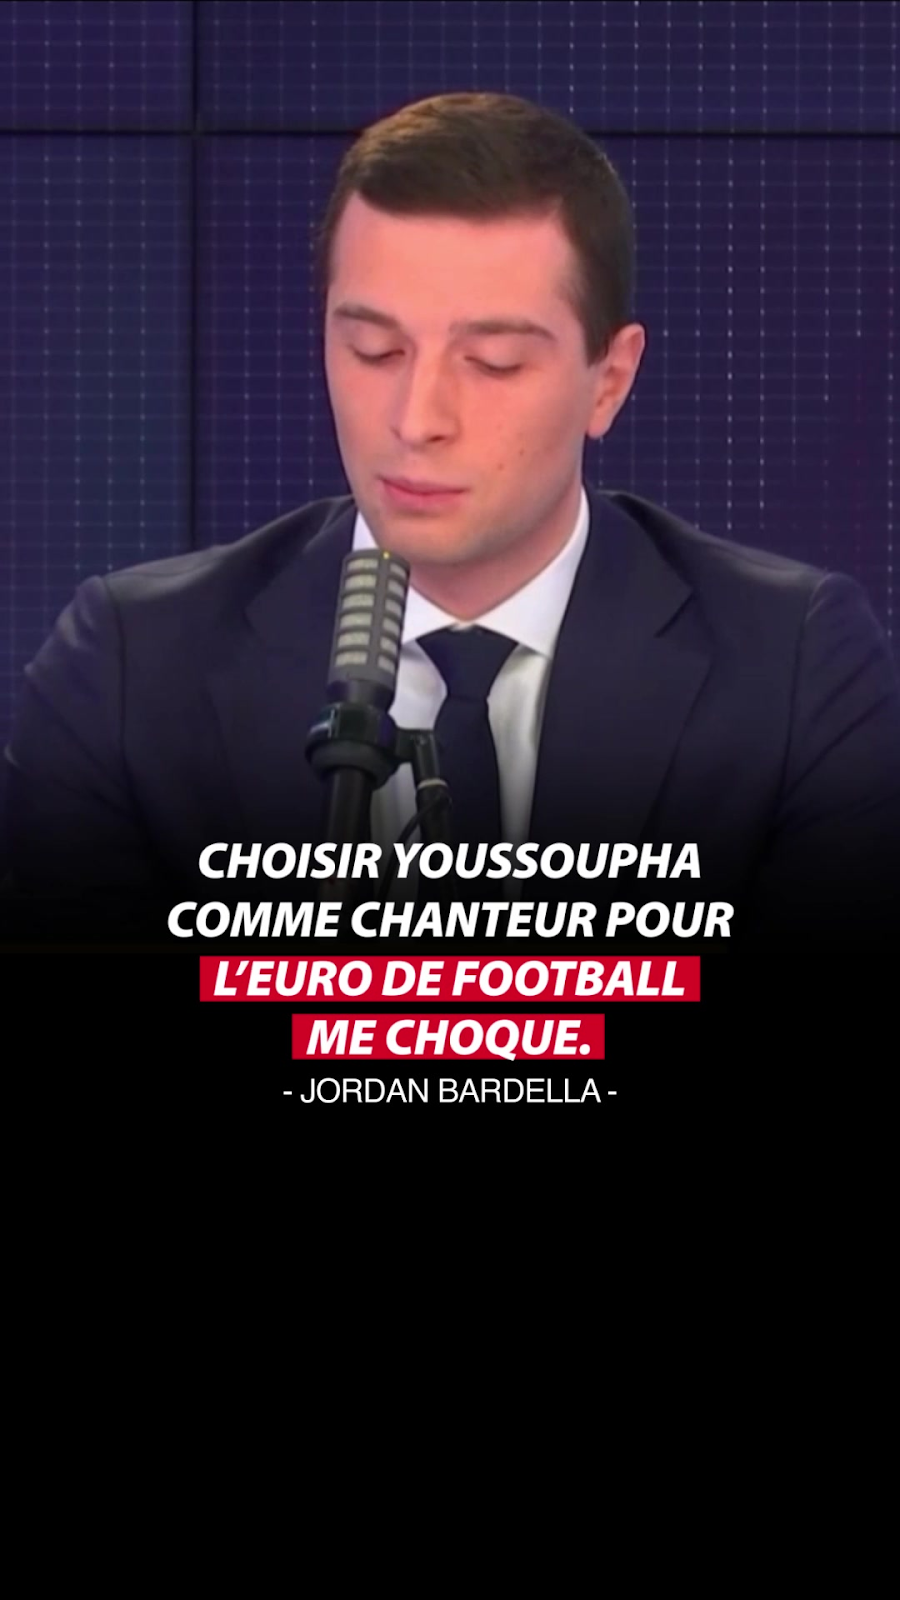 CHOISIR YOUSSOUPHA
COMME CHANTEUR POUR
L’EURO DE FOOTBALL
ME CHOQUE.
- JORDAN BARDELLA -